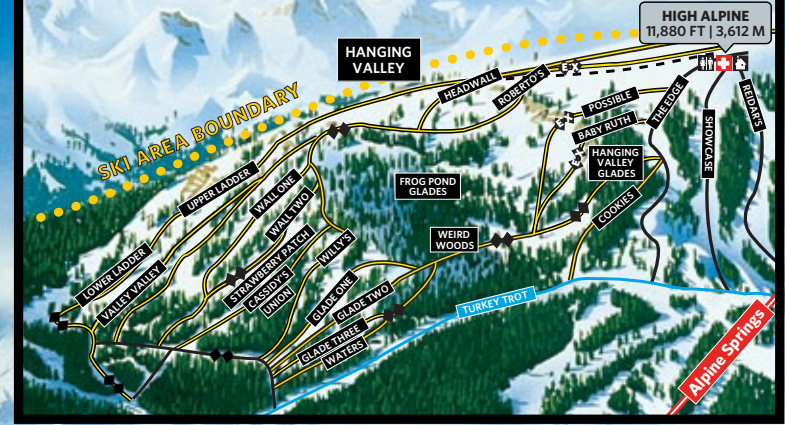 HIGH ALPINE
11,880 FT | 3,612 M
HANGING
VALLEY
EX
HEADWALL
ROBERTO'S
POSSIBLE
BABY RUTH
THE EDGE
SHOWCASE
REIDAR'S
SKI AREA BOUNDARY
HANGING
VALLEY
GLADES
UPPER LADDER
WALL ONE
WALL TWO
FROG POND
GLADES
COOKIES
WEIRD
WOODS
LOWER LADDER
VALLEY VALLEY
STRAWBERRY PATCH
CASSIDY'S
UNION
WILLY'S
GLADE ONE
GLADE TWO
GLADE THREE
WATERS
TURKEY TROT
Alpine Springs